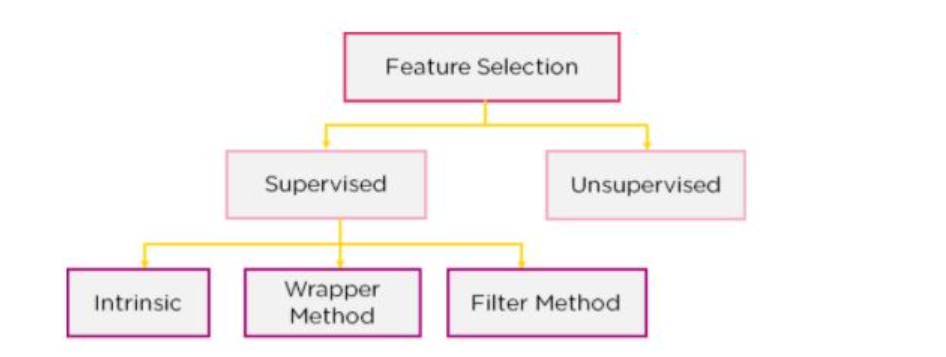 Feature Selection
Supervised
Unsupervised
Intrinsic
Wrapper
Method
Filter Method